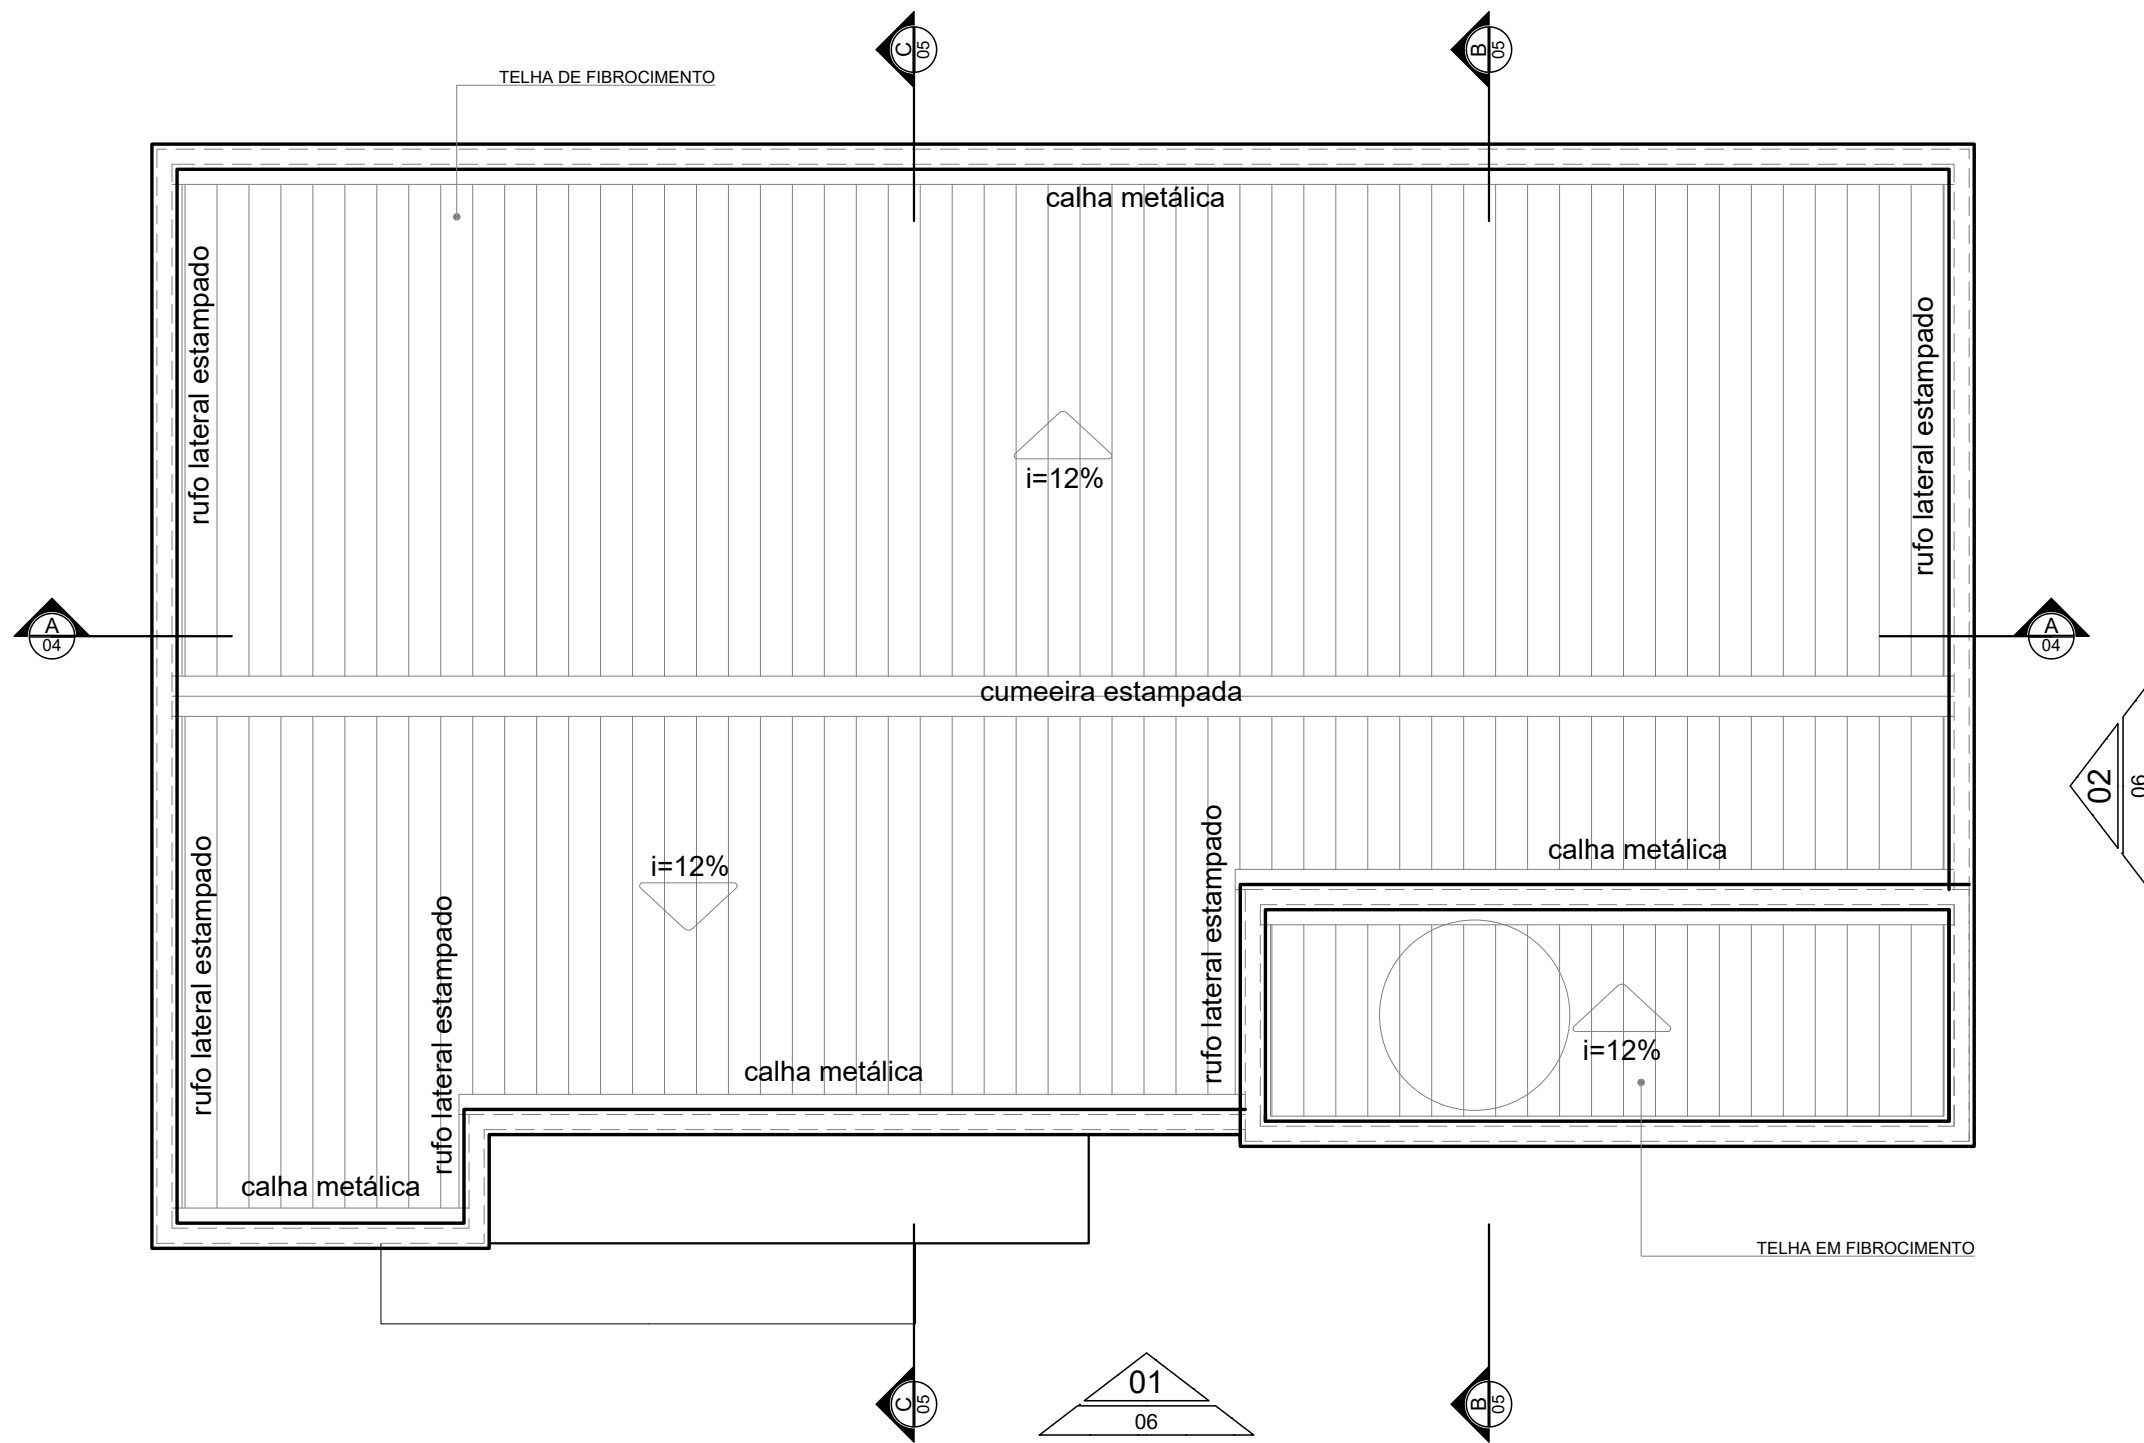 C
05
B
05
TELHA DE FIBROCIMENTO
calha metálica
rufo lateral estampado
rufo lateral estampado
i=12%
A
04
A
04
cumeeira estampada
02
06
calha metálica
i=12%
rufo lateral estampado
rufo lateral estampado
rufo lateral estampado
i=12%
calha metálica
calha metálica
TELHA EM FIBROCIMENTO
01
06
C
05
B
05